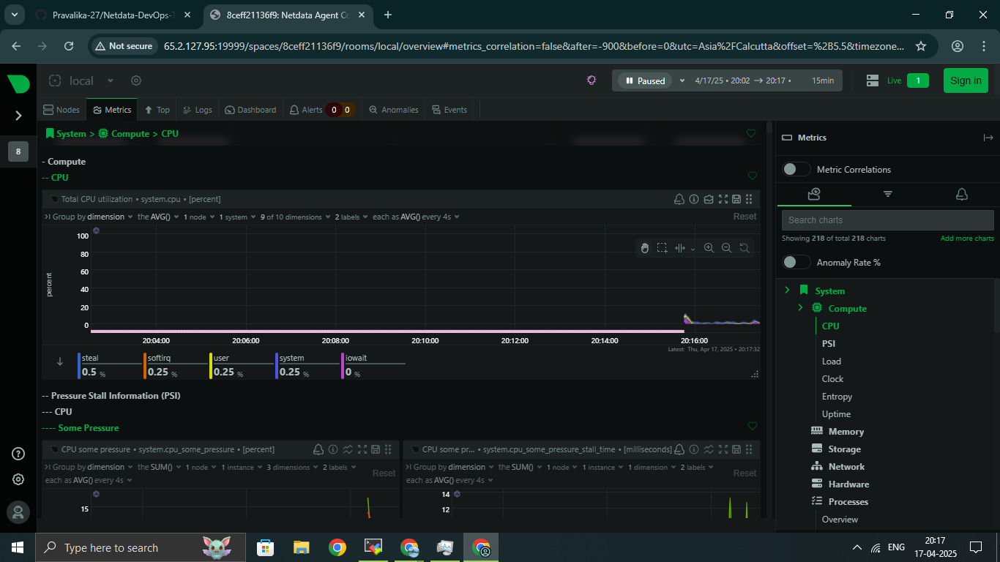 Pravalika-27/Netdata-DevOps-T
8ceff21136f9: Netdata Agent Co
Not secure
65.2.127.95:19999/spaces/8ceff21136f9/rooms/local/overview#metrics_correlation=false&after=-900&before=0&utc=Asia%2FCalcutta&offset=%2B5.5&timezone...
local
Paused
4/17/25 • 20:02 → 20:17 •
15min
Live
1
Sign in
Nodes
Metrics
Top
Logs
Dashboard
Alerts
0
0
Anomalies
Events
8
System > Compute > CPU
- Compute
-- CPU
Total CPU utilization • system.cpu • [percent]
Group by dimension the AVG() 1 node 1 system 9 of 10 dimensions 2 labels each as AVG() every 4s
Reset
percent
100
80
60
40
20
0
20:04:00
20:06:00
20:08:00
20:10:00
20:12:00
20:14:00
20:16:00
Latest: Thu, Apr 17, 2025 • 20:17:32
steal
0.5 %
softirq
0.25 %
user
0.25 %
system
0.25 %
iowait
0 %
-- Pressure Stall Information (PSI)
--- CPU
---- Some Pressure
CPU some pressure • system.cpu_some_pressure • [percent]
Group by dimension the SUM() 1 node 1 instance 3 dimensions 2 labels
each as AVG() every 4s
Reset
15
CPU some pr... • system.cpu_some_pressure_stall_time • [milliseconds]
Group by dimension the SUM() 1 node 1 instance 1 dimension 2 labels
each as AVG() every 4s
Reset
14
12
Metrics
Metric Correlations
Search charts
Showing 218 of total 218 charts
Add more charts
Anomaly Rate %
System
Compute
CPU
PSI
Load
Clock
Entropy
Uptime
Memory
Storage
Network
Hardware
Processes
Overview
Type here to search
ENG
20:17
17-04-2025